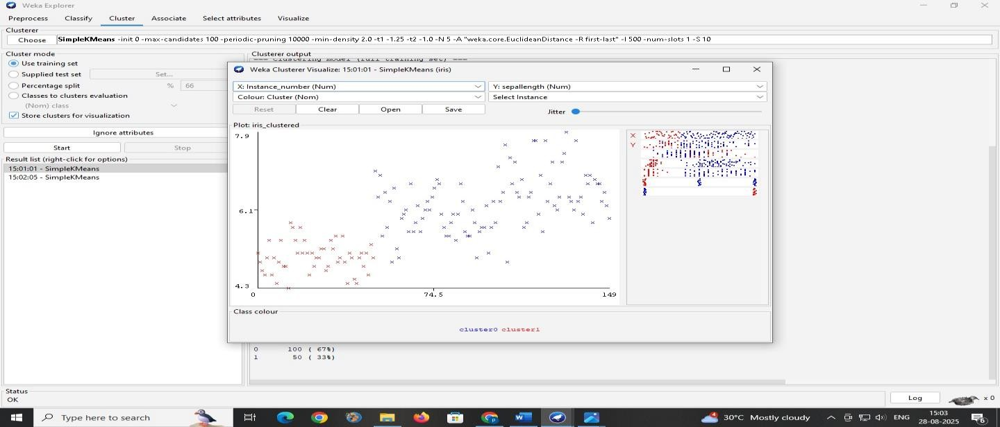 Weka Explorer
Preprocess Classify Cluster Associate Select attributes Visualize
Clusterer
Choose SimpleKMeans -init 0 -max-candidates 100 -periodic-pruning 10000 -min-density 2.0 -t1 -1.25 -t2 -1.0 -N 5 -A "weka.core.EuclideanDistance -R first-last" -I 500 -num-slots 1 -S 10
Cluster mode
Use training set
Supplied test set Set...
Percentage split % 66
Classes to clusters evaluation
(Nom) class
Store clusters for visualization
Ignore attributes
Start Stop
Result list (right-click for options)
15:01:01 - SimpleKMeans
15:02:05 - SimpleKMeans
Clusterer output
=== Clustering model (full training set) ===
Weka Clusterer Visualize: 15:01:01 - SimpleKMeans (iris)
X: Instance_number (Num) Y: sepallength (Num)
Colour: Cluster (Nom) Select Instance
Reset Clear Open Save Jitter
Plot: iris_clustered
7.9
6.1
4.3
0 74.5 149
X
Y
Class colour
cluster0 cluster1
0 100 ( 67%)
1 50 ( 33%)
Status
OK
Log x 0
Type here to search
30°C Mostly cloudy ENG 15:03
28-08-2025
6